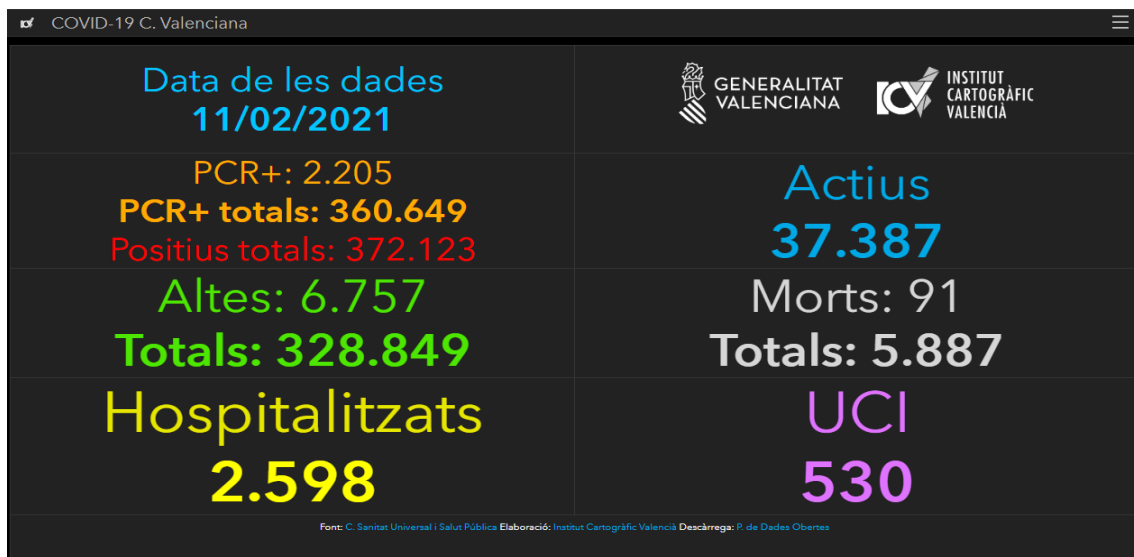 COVID-19 C. Valenciana
Data de les dades
11/02/2021
GENERALITAT
VALENCIANA
INSTITUT
CARTOGRÀFIC
VALENCIÀ
PCR+: 2.205
PCR+ totals: 360.649
Positius totals: 372.123
Actius
37.387
Altes: 6.757
Totals: 328.849
Morts: 91
Totals: 5.887
Hospitalitzats
2.598
UCI
530
Font: C. Sanitat Universal i Salut Pública Elaboració: Institut Cartogràfic Valencià Descàrrega: P. de Dades Obertes